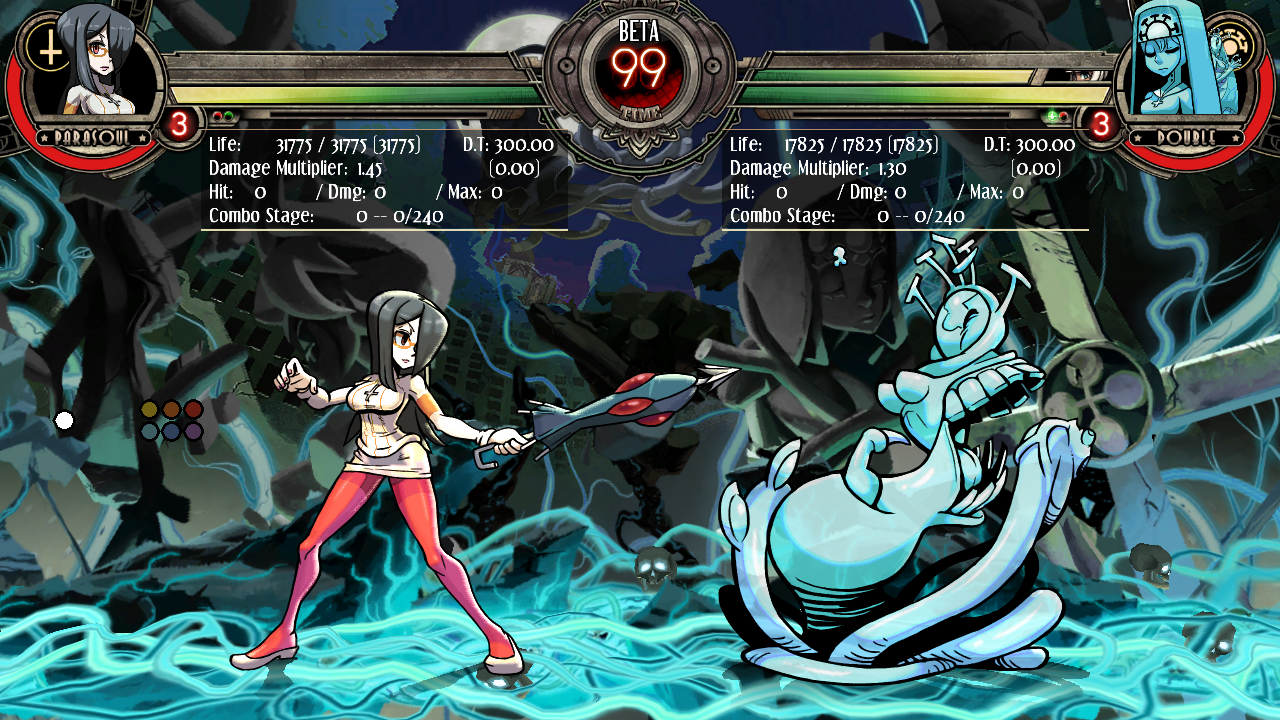 BETA
99
TIME
PARASOUL
3
3
DOUBLE
Life: 31775 / 31775 (31775) D.T: 300.00
Damage Multiplier: 1.45 (0.00)
Hit: 0 / Dmg: 0 / Max: 0
Combo Stage: 0 -- 0/240
Life: 17825 / 17825 (17825) D.T: 300.00
Damage Multiplier: 1.30 (0.00)
Hit: 0 / Dmg: 0 / Max: 0
Combo Stage: 0 -- 0/240